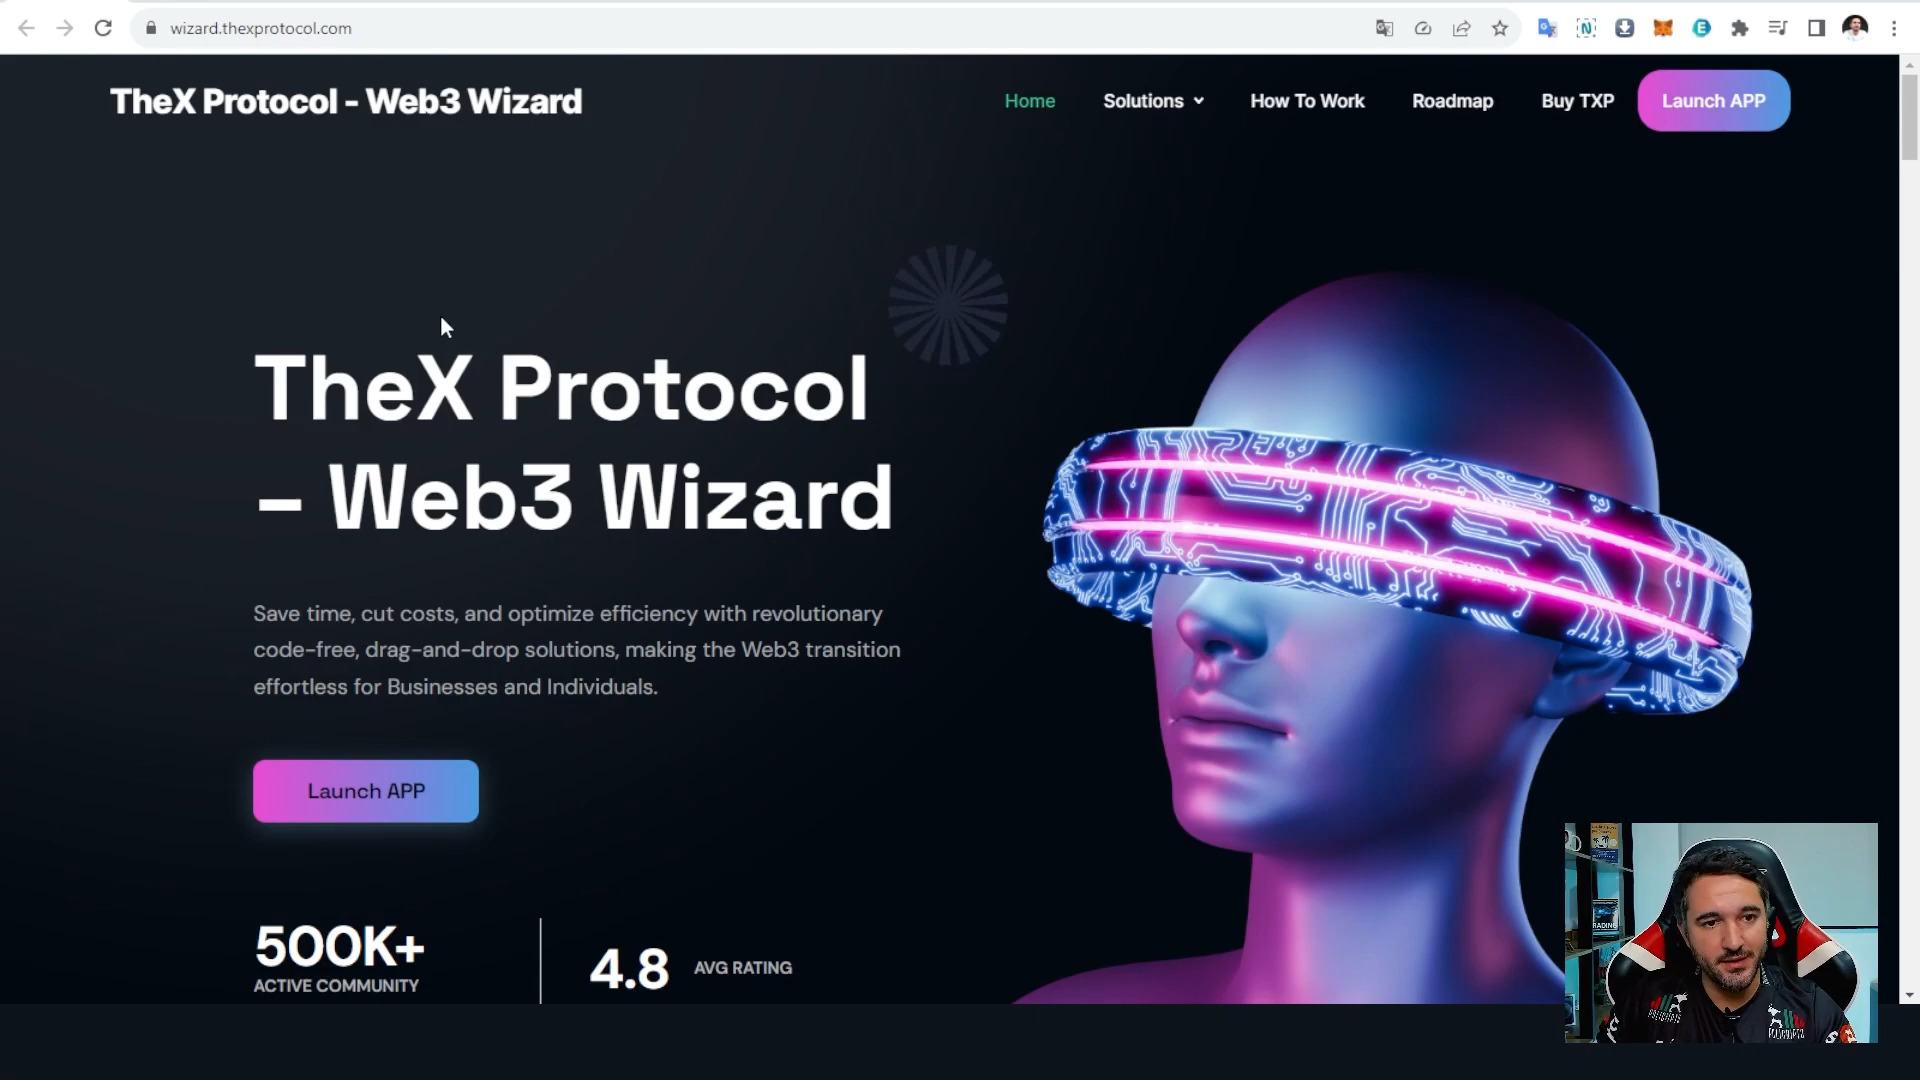 wizard.thexprotocol.com
TheX Protocol - Web3 Wizard
Home
Solutions
How To Work
Roadmap
Buy TXP
Launch APP
TheX Protocol
– Web3 Wizard
Save time, cut costs, and optimize efficiency with revolutionary
code-free, drag-and-drop solutions, making the Web3 transition
effortless for Businesses and Individuals.
Launch APP
500K+
ACTIVE COMMUNITY
4.8
AVG RATING